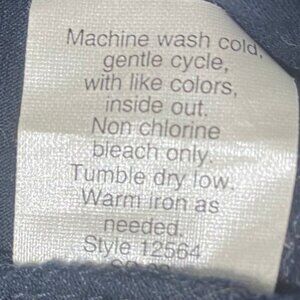 Machine wash cold,
gentle cycle,
with like colors,
inside out.
Non chlorine
bleach only.
Tumble dry low.
Warm iron as
needed.
Style 12564